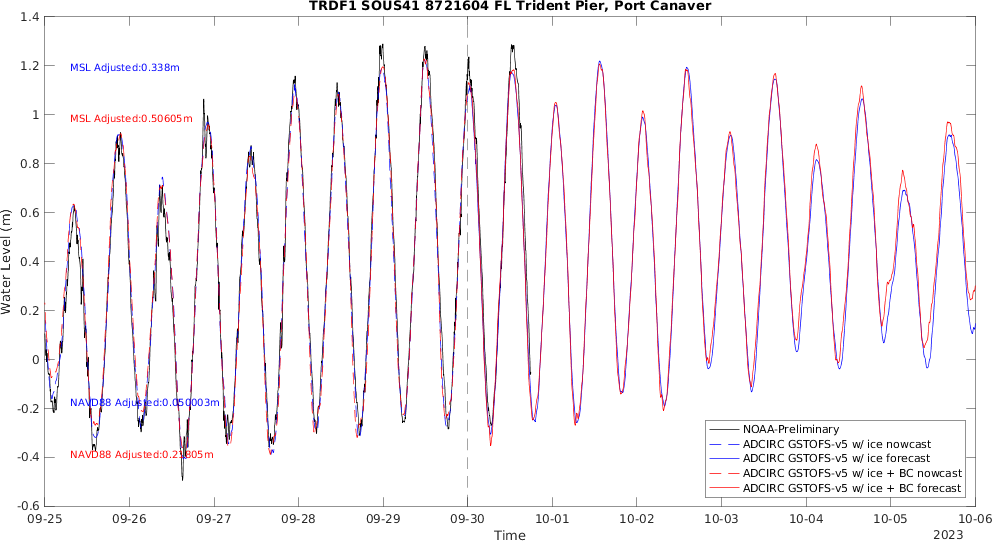 TRDF1 SOUS41 8721604 FL Trident Pier, Port Canaver
1.4
1.2
1
0.8
0.6
0.4
0.2
0
-0.2
-0.4
-0.6
Water Level (m)
MSL Adjusted:0.338m
MSL Adjusted:0.50605m
NAVD88 Adjusted:0.050003m
NOAA-Preliminary
ADCIRC GSTOFS-v5 w/ ice nowcast
ADCIRC GSTOFS-v5 w/ ice forecast
ADCIRC GSTOFS-v5 w/ ice + BC nowcast
ADCIRC GSTOFS-v5 w/ ice + BC forecast
NAVD88 Adjusted:
09-25
09-26
09-27
09-28
09-29
09-30
10-01
10-02
10-03
10-04
10-05
10-06
Time
2023